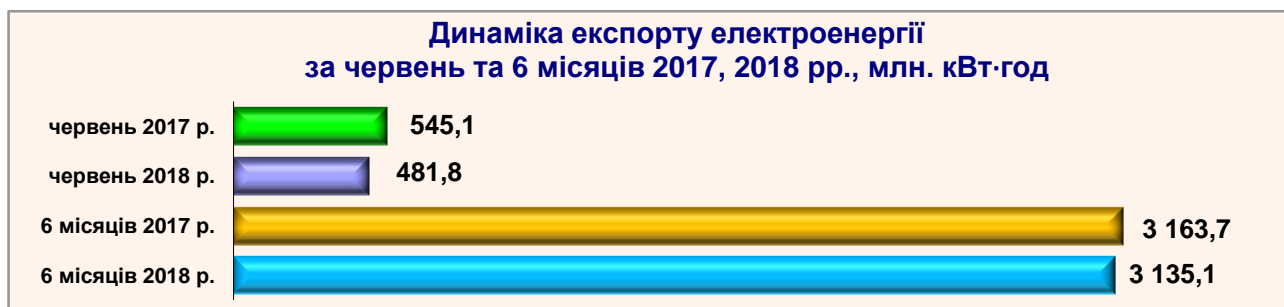 Динаміка експорту електроенергії
за червень та 6 місяців 2017, 2018 рр., млн. кВт·год
червень 2017 р. 545,1
червень 2018 р. 481,8
6 місяців 2017 р. 3 163,7
6 місяців 2018 р. 3 135,1